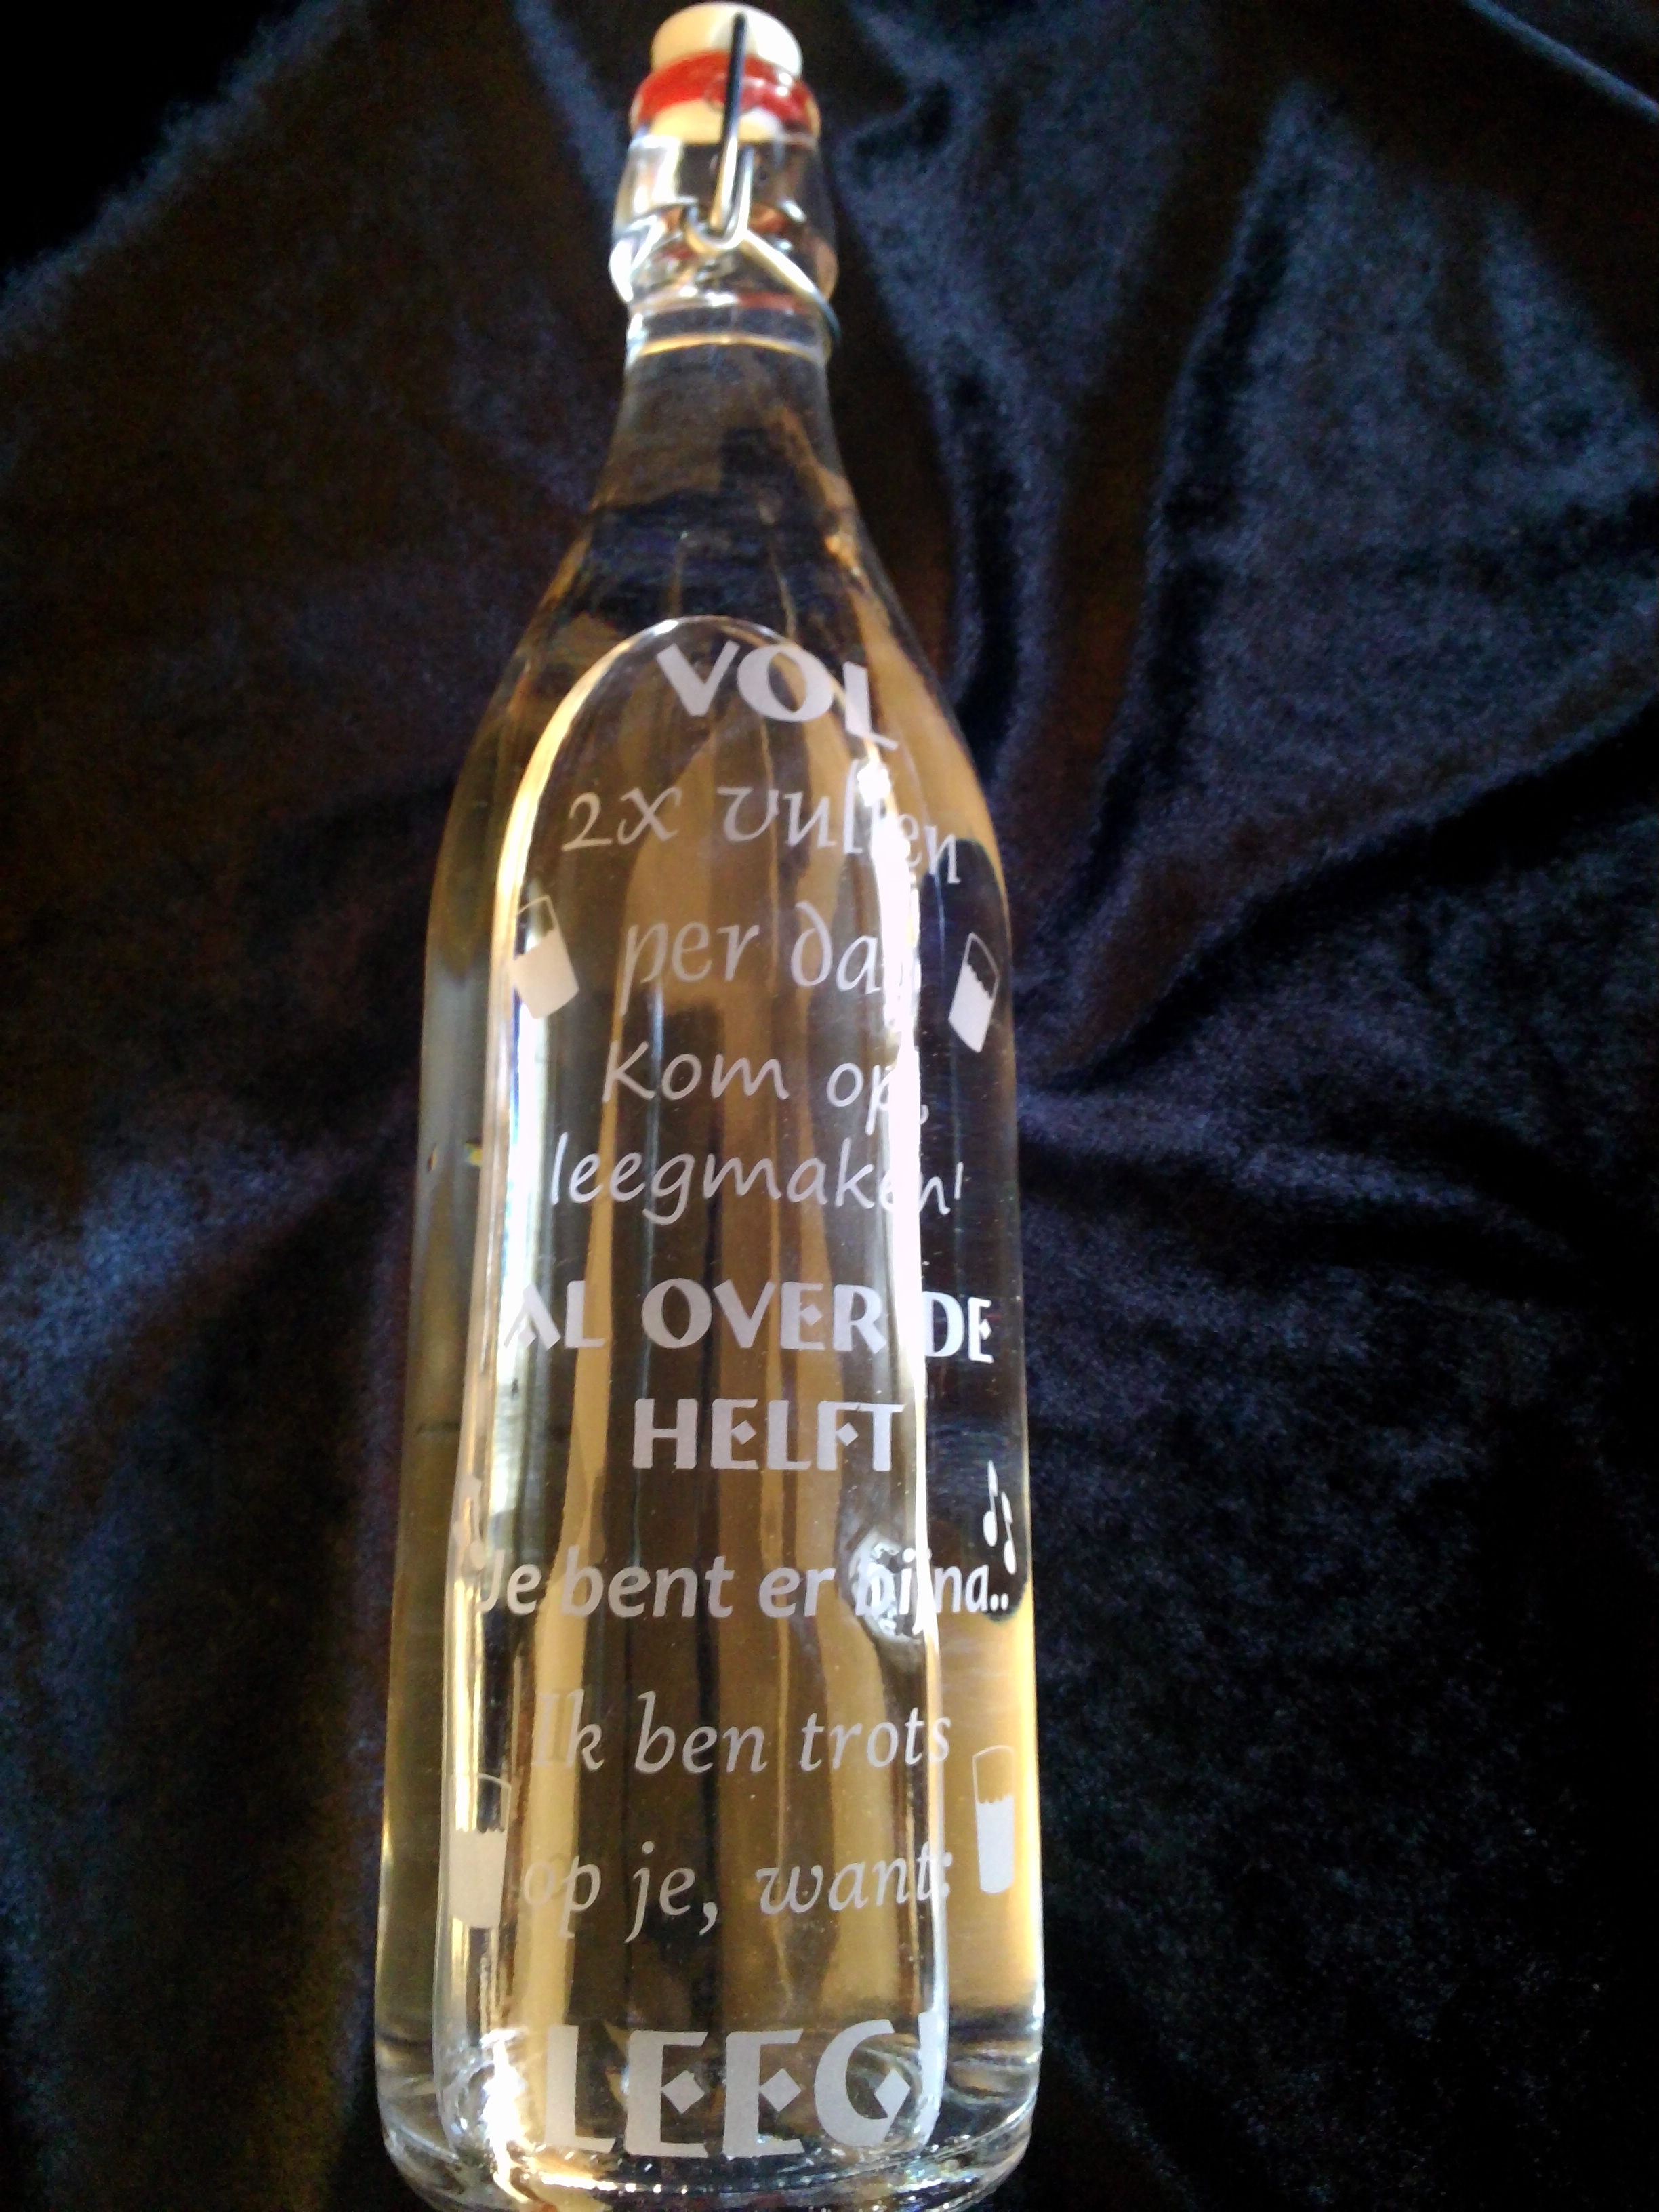 VOL
2x vullen
per dag
Kom op,
leegmaken!
AL OVER DE
HELFT
Je bent er bijna..
Ik ben trots
op je, want:
LEEG!